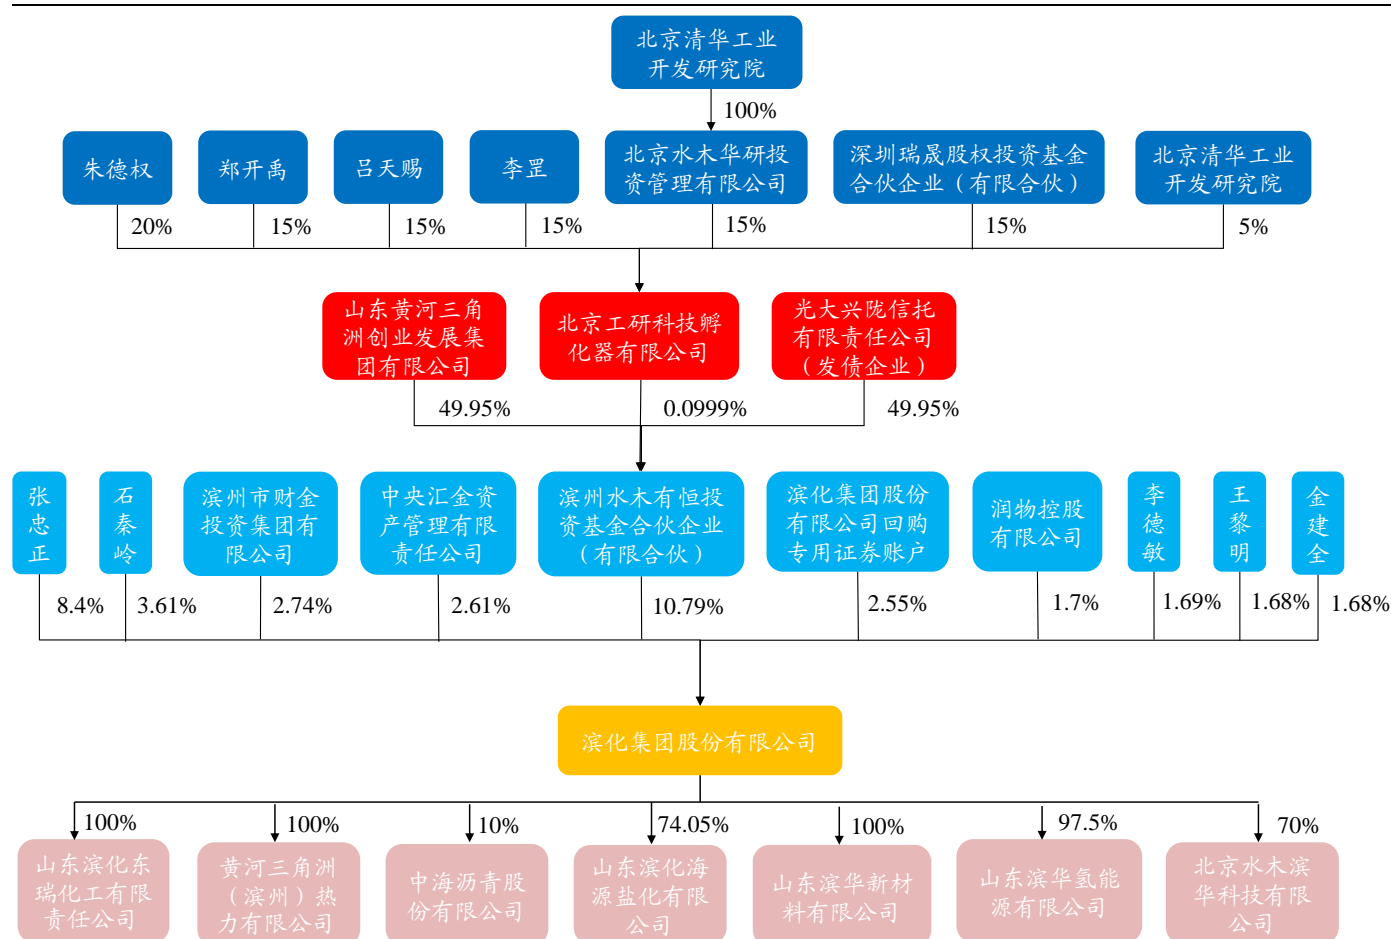 北京清华工业
开发研究院
100%
朱德权
郑开禹
吕天赐
李罡
北京水木华研投
资管理有限公司
深圳瑞晟股权投资基金
合伙企业（有限合伙）
北京清华工业
开发研究院
20%
15%
15%
15%
15%
15%
5%
山东黄河三角
洲创业发展集
团有限公司
北京工研科技孵
化器有限公司
光大兴陇信托
有限责任公司
（发债企业）
49.95%
0.0999%
49.95%
张
忠
正
石
秦
岭
滨州市财金
投资集团有
限公司
中央汇金资
产管理有限
责任公司
滨州水木有恒投
资基金合伙企业
（有限合伙）
滨化集团股份
有限公司回购
专用证券账户
润物控股
有限公司
李
德
敏
王
黎
明
金
建
全
8.4%
3.61%
2.74%
2.61%
10.79%
2.55%
1.7%
1.69%
1.68%
1.68%
滨化集团股份有限公司
100%
100%
10%
74.05%
100%
97.5%
70%
山东滨化东
瑞化工有限
责任公司
黄河三角洲
（滨州）热
力有限公司
中海沥青股
份有限公司
山东滨化海
源盐化有限
公司
山东滨华新材
料有限公司
山东滨华氢能
源有限公司
北京水木滨
华科技有限
公司